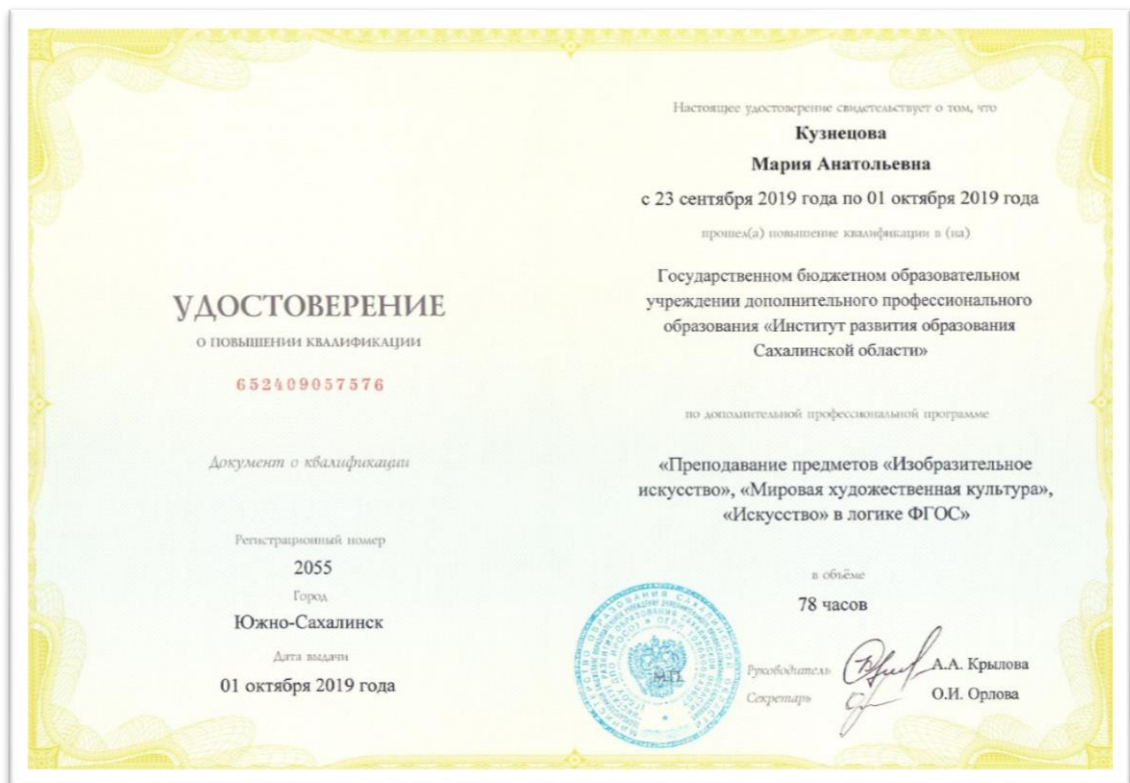 УДОСТОВЕРЕНИЕ
О ПОВЫШЕНИИ КВАЛИФИКАЦИИ
652409057576
Документ о квалификации
Регистрационный номер
2055
Город
Южно-Сахалинск
Дата выдачи
01 октября 2019 года
Настоящее удостоверение свидетельствует о том, что
Кузнецова
Мария Анатольевна
с 23 сентября 2019 года по 01 октября 2019 года
прошел(а) повышение квалификации в (на)
Государственном бюджетном образовательном
учреждении дополнительного профессионального
образования «Институт развития образования
Сахалинской области»
по дополнительной профессиональной программе
«Преподавание предметов «Изобразительное
искусство», «Мировая художественная культура»,
«Искусство» в логике ФГОС»
в объёме
78 часов
М.П.
Руководитель А.А. Крылова
Секретарь О.И. Орлова